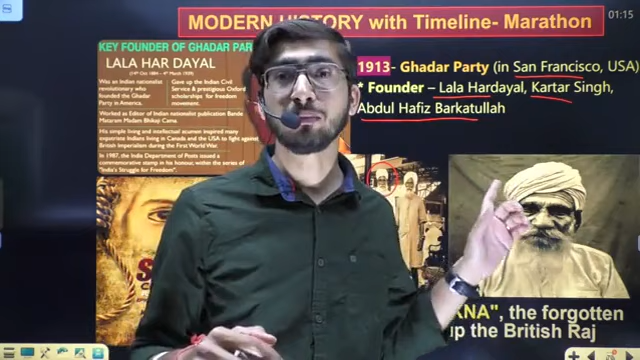 MODERN HISTORY with Timeline- Marathon
01:15
KEY FOUNDER OF GHADAR PAR
LALA HAR DAYAL
(14th Oct 1884 - 4th March 1939)
Was an Indian nationalist
revolutionary who
founded the Ghadar
Party in America.
Gave up the Indian Civil
Service & prestigious Oxford
scholarships for freedom
movement.
Worked as Editor of Indian nationalist publication Bande
Mataram Madam Bhikaji Cama.
His simple living and intellectual acumen inspired many
expatriate Indians living in Canada and the USA to fight against
British Imperialism during the First World War.
In 1987, the India Department of Posts issued a
commemorative stamp in his honour, within the series of
"India's Struggle for Freedom".
1913- Ghadar Party (in San Francisco, USA)
* Founder – Lala Hardayal, Kartar Singh,
Abdul Hafiz Barkatullah
KNA", the forgotten
up the British Raj